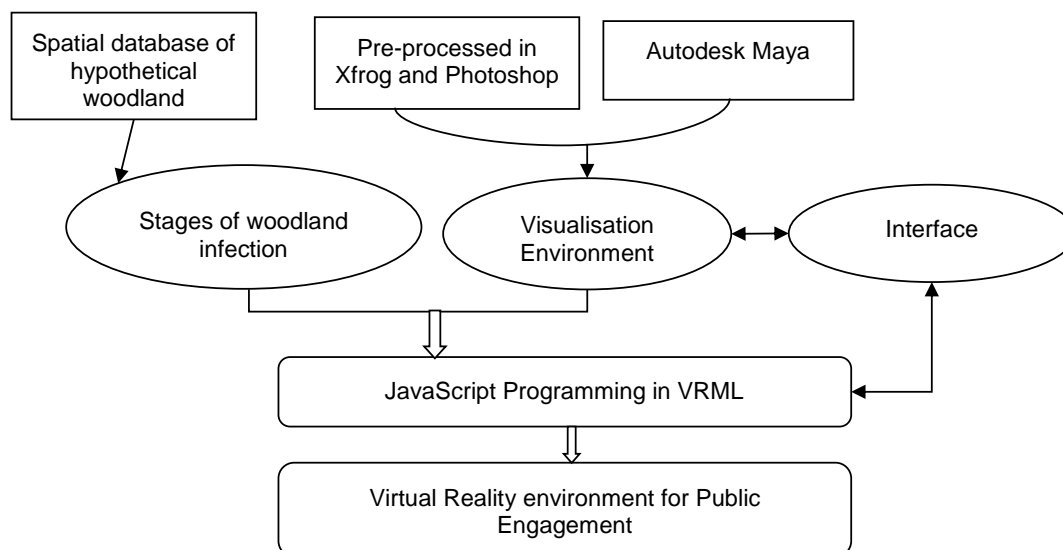 Spatial database of
hypothetical
woodland
Pre-processed in
Xfrog and Photoshop
Autodesk Maya
Stages of woodland
infection
Visualisation
Environment
Interface
JavaScript Programming in VRML
Virtual Reality environment for Public
Engagement